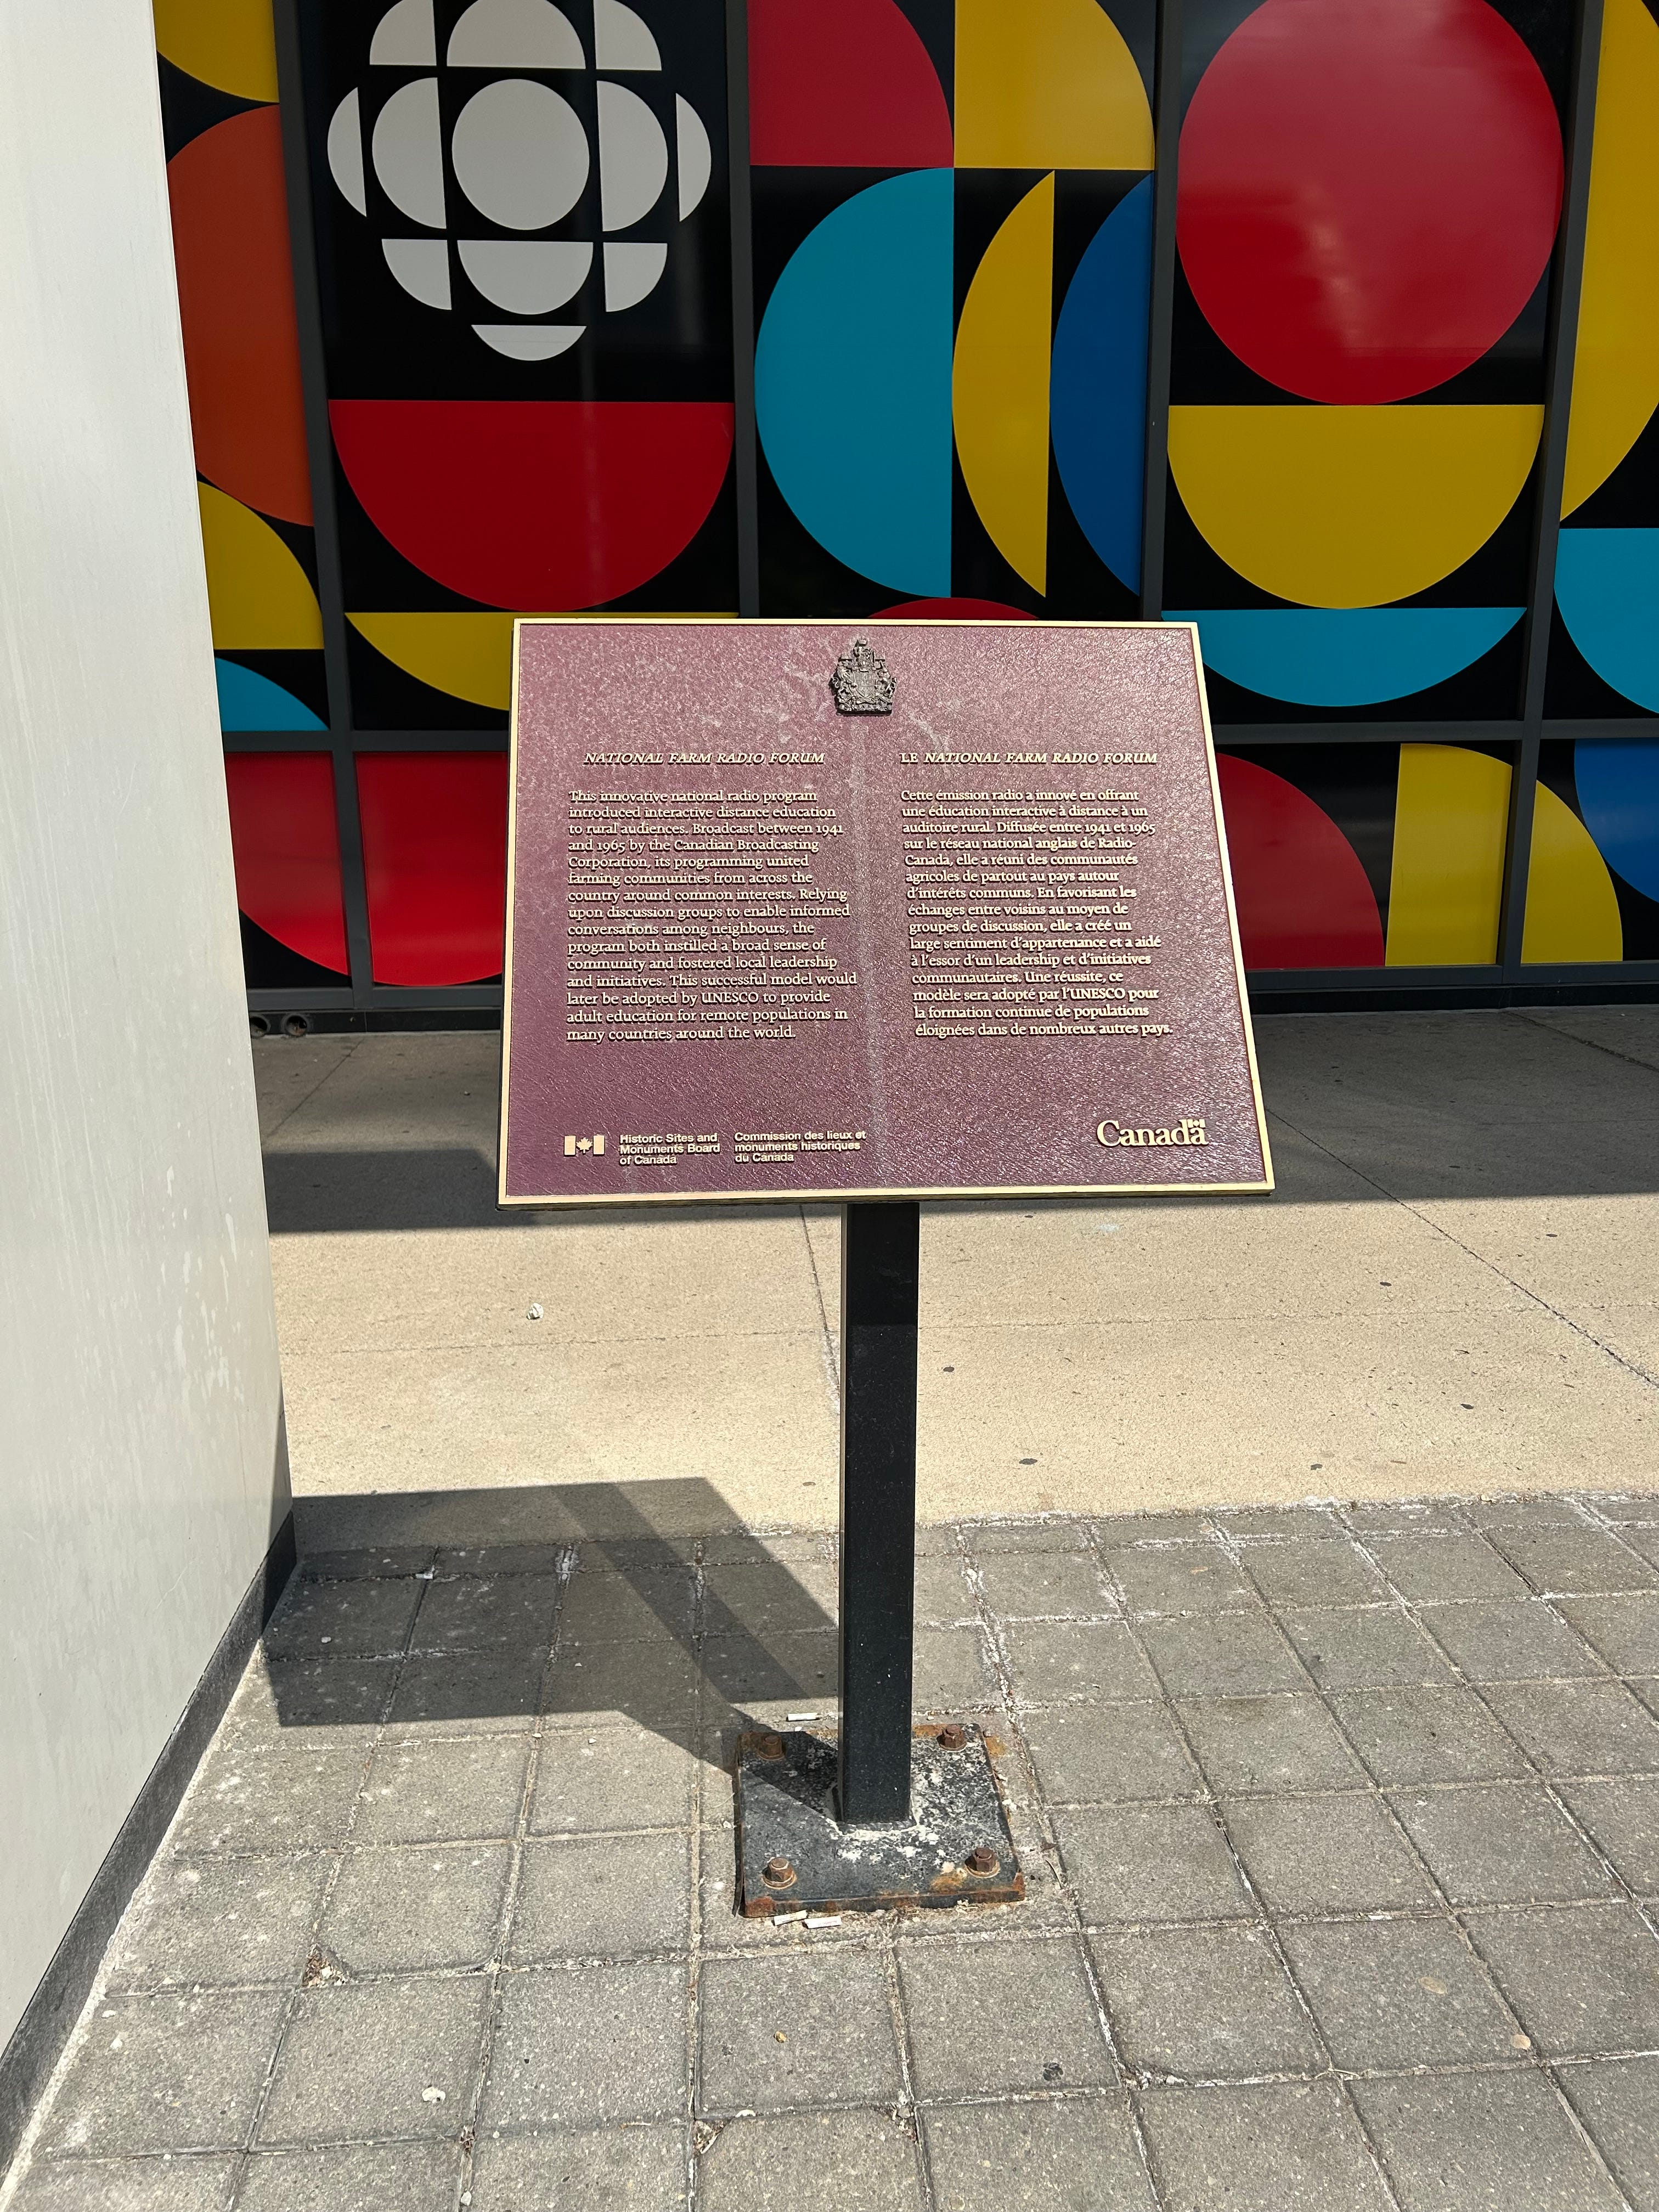 NATIONAL FARM RADIO FORUM
This innovative national radio program
introduced interactive distance education
to rural audiences. Broadcast between 1941
and 1965 by the Canadian Broadcasting
Corporation, its programming united
farming communities from across the
country around common interests. Relying
upon discussion groups to enable informed
conversations among neighbours, the
program both instilled a broad sense of
community and fostered local leadership
and initiatives. This successful model would
later be adopted by UNESCO to provide
adult education for remote populations in
many countries around the world.
LE NATIONAL FARM RADIO FORUM
Cette émission radio a innové en offrant
une éducation interactive à distance à un
auditoire rural. Diffusée entre 1941 et 1965
sur le réseau national anglais de Radio-
Canada, elle a réuni des communautés
agricoles de partout au pays autour
d'intérêts communs. En favorisant les
échanges entre voisins au moyen de
groupes de discussion, elle a créé un
large sentiment d'appartenance et a aidé
à l'essor d'un leadership et d'initiatives
communautaires. Une réussite, ce
modèle sera adopté par l'UNESCO pour
la formation continue de populations
éloignées dans de nombreux autres pays.
Historic Sites and
Monuments Board
of Canada
Commission des lieux et
monuments historiques
du Canada
Canada